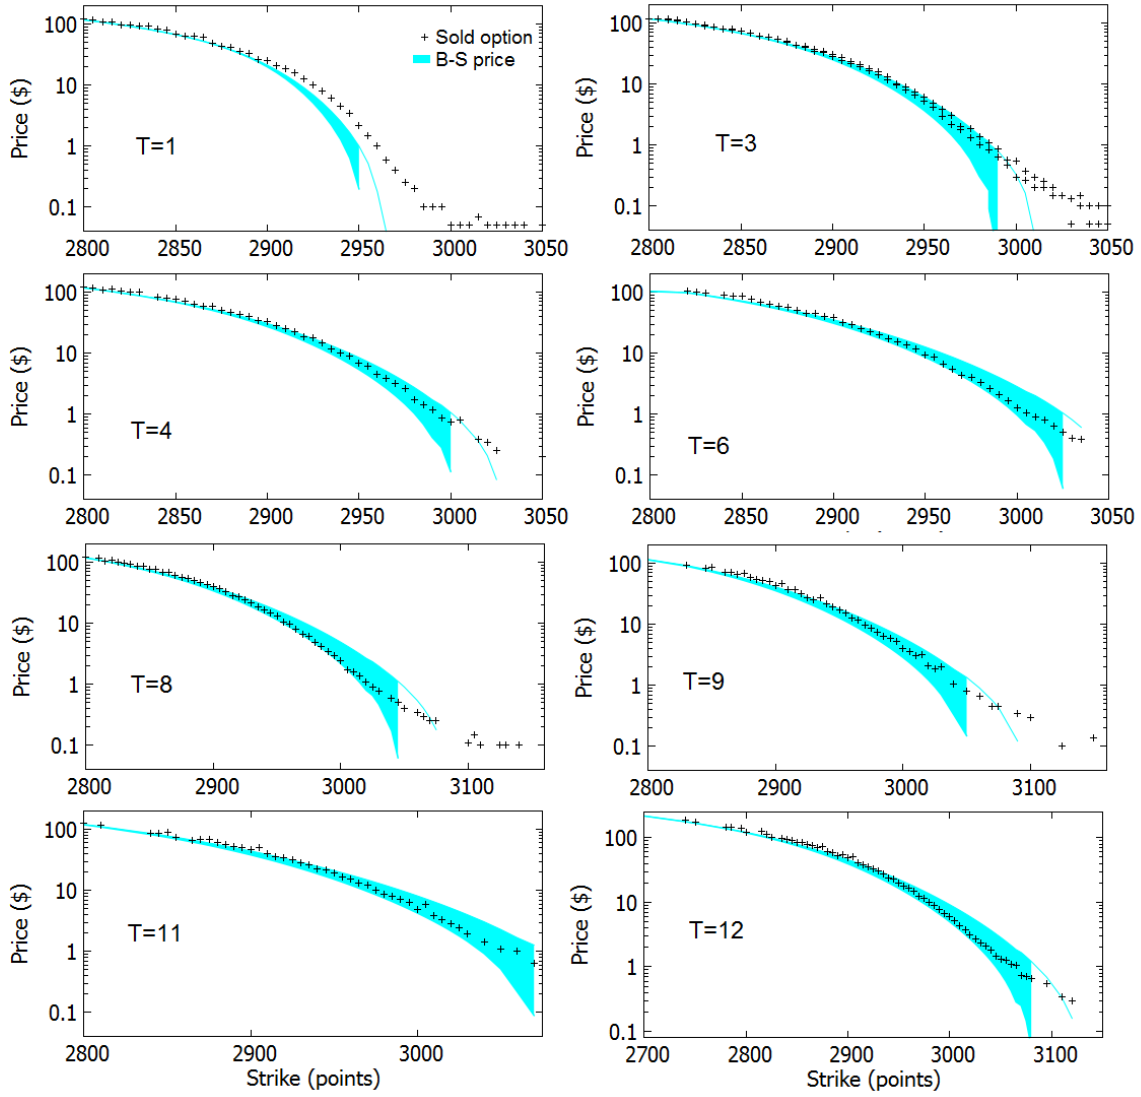 100
10
1
0.1
Price ($)
T=1
+ Sold option
B-S price
2800 2850 2900 2950 3000 3050
100
10
1
0.1
Price ($)
T=3
2800 2850 2900 2950 3000 3050
100
10
1
0.1
Price ($)
T=4
2800 2850 2900 2950 3000 3050
100
10
1
0.1
Price ($)
T=6
2800 2850 2900 2950 3000 3050
100
10
1
0.1
Price ($)
T=8
2800 2900 3000 3100
100
10
1
0.1
Price ($)
T=9
2800 2900 3000 3100
100
10
1
0.1
Price ($)
T=11
2800 2900 3000
Strike (points)
100
10
1
0.1
Price ($)
T=12
2700 2800 2900 3000 3100
Strike (points)